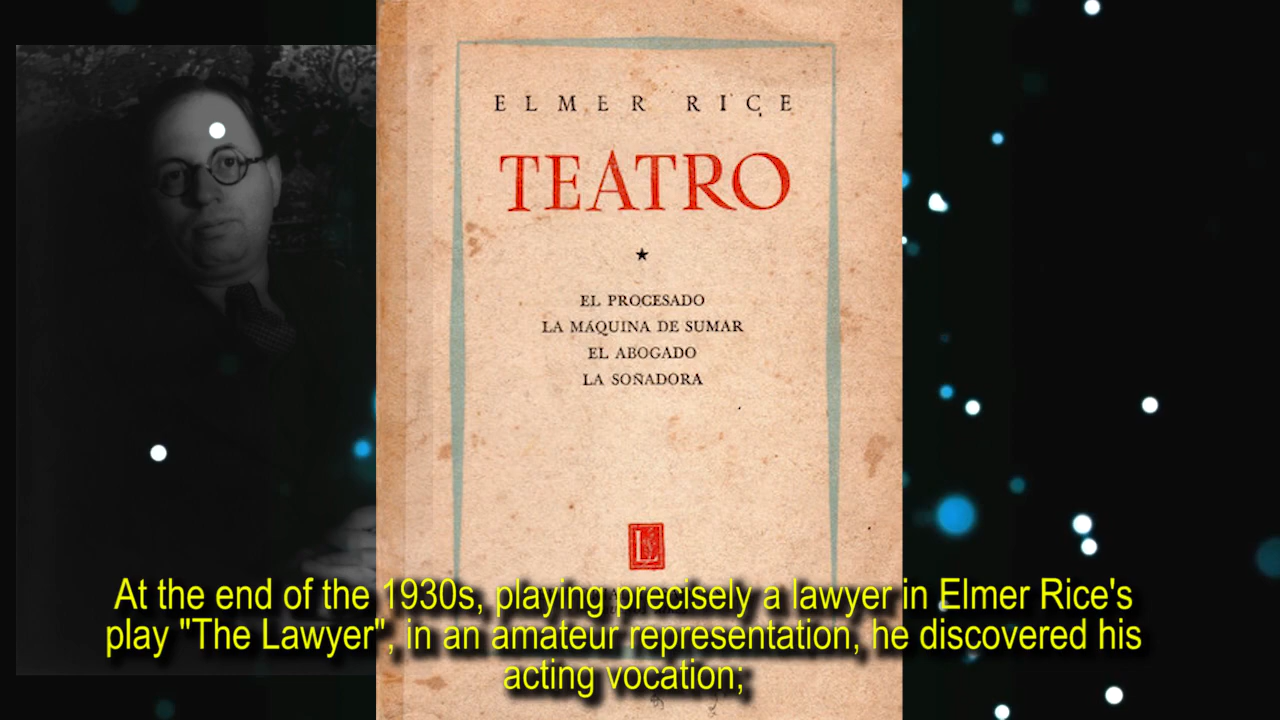 ELMER RICE
TEATRO
EL PROCESADO
LA MÁQUINA DE SUMAR
EL ABOGADO
LA SOÑADORA
L
At the end of the 1930s, playing precisely a lawyer in Elmer Rice's
play "The Lawyer", in an amateur representation, he discovered his
acting vocation;